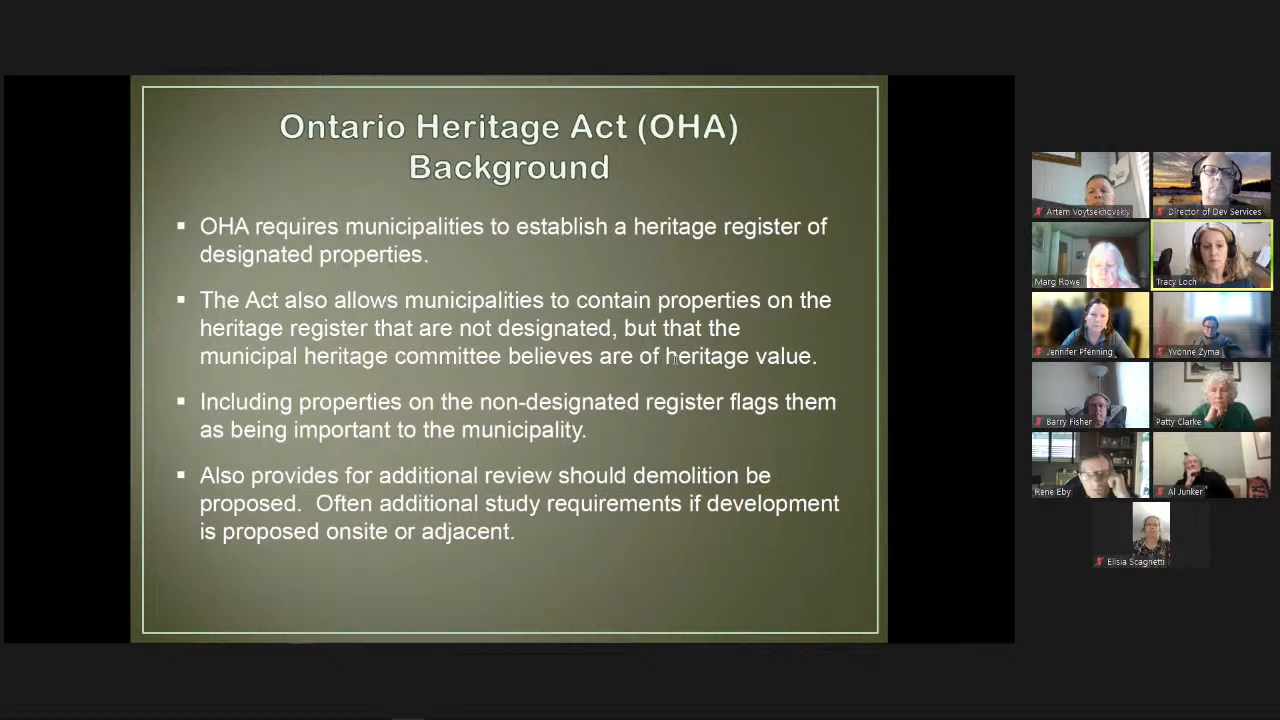 Ontario Heritage Act (OHA)
Background
▪ OHA requires municipalities to establish a heritage register of
designated properties.
▪ The Act also allows municipalities to contain properties on the
heritage register that are not designated, but that the
municipal heritage committee believes are of heritage value.
▪ Including properties on the non-designated register flags them
as being important to the municipality.
▪ Also provides for additional review should demolition be
proposed.  Often additional study requirements if development
is proposed onsite or adjacent.
Artem Voytsekhovskiy
Director of Dev Services
Marg Rowell
Tracy Loch
Jennifer Pfenning
Yvonne Zyma
Barry Fisher
Patty Clarke
Rene Eby
Al Junker
Elisia Scagnetti